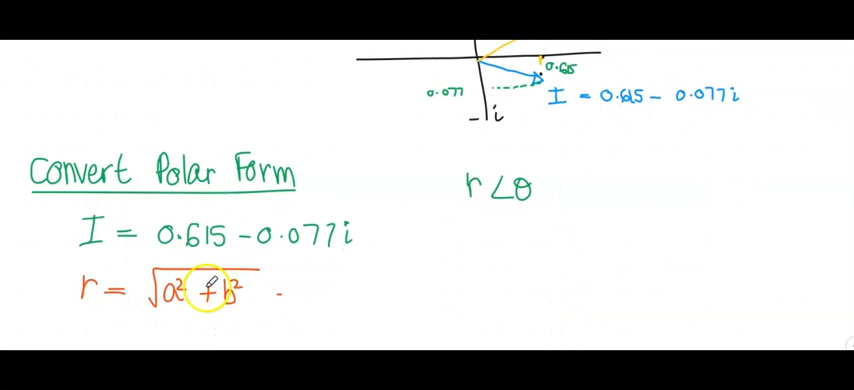 0.615
0.077
I = 0.615 - 0.077i
-i
Convert Polar Form
r∠θ
I = 0.615 - 0.077i
r = √a² + b²